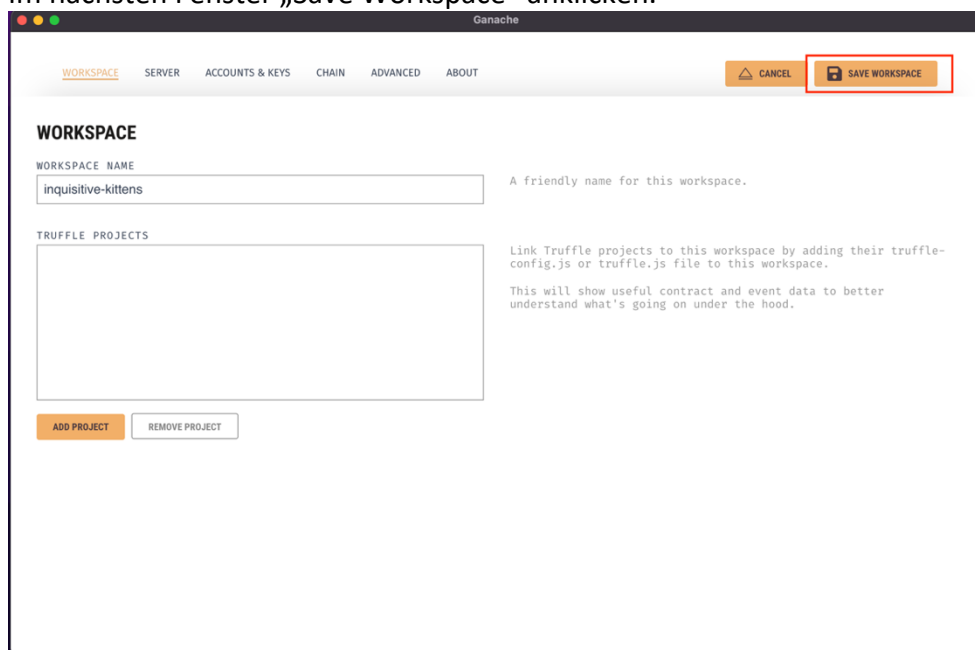 Im nächsten Fenster „Save Workspace“ anklicken.
Ganache
WORKSPACE SERVER ACCOUNTS & KEYS CHAIN ADVANCED ABOUT CANCEL SAVE WORKSPACE
WORKSPACE
WORKSPACE NAME
inquisitive-kittens
A friendly name for this workspace.
TRUFFLE PROJECTS
Link Truffle projects to this workspace by adding their truffle-
config.js or truffle.js file to this workspace.
This will show useful contract and event data to better
understand what's going on under the hood.
ADD PROJECT REMOVE PROJECT